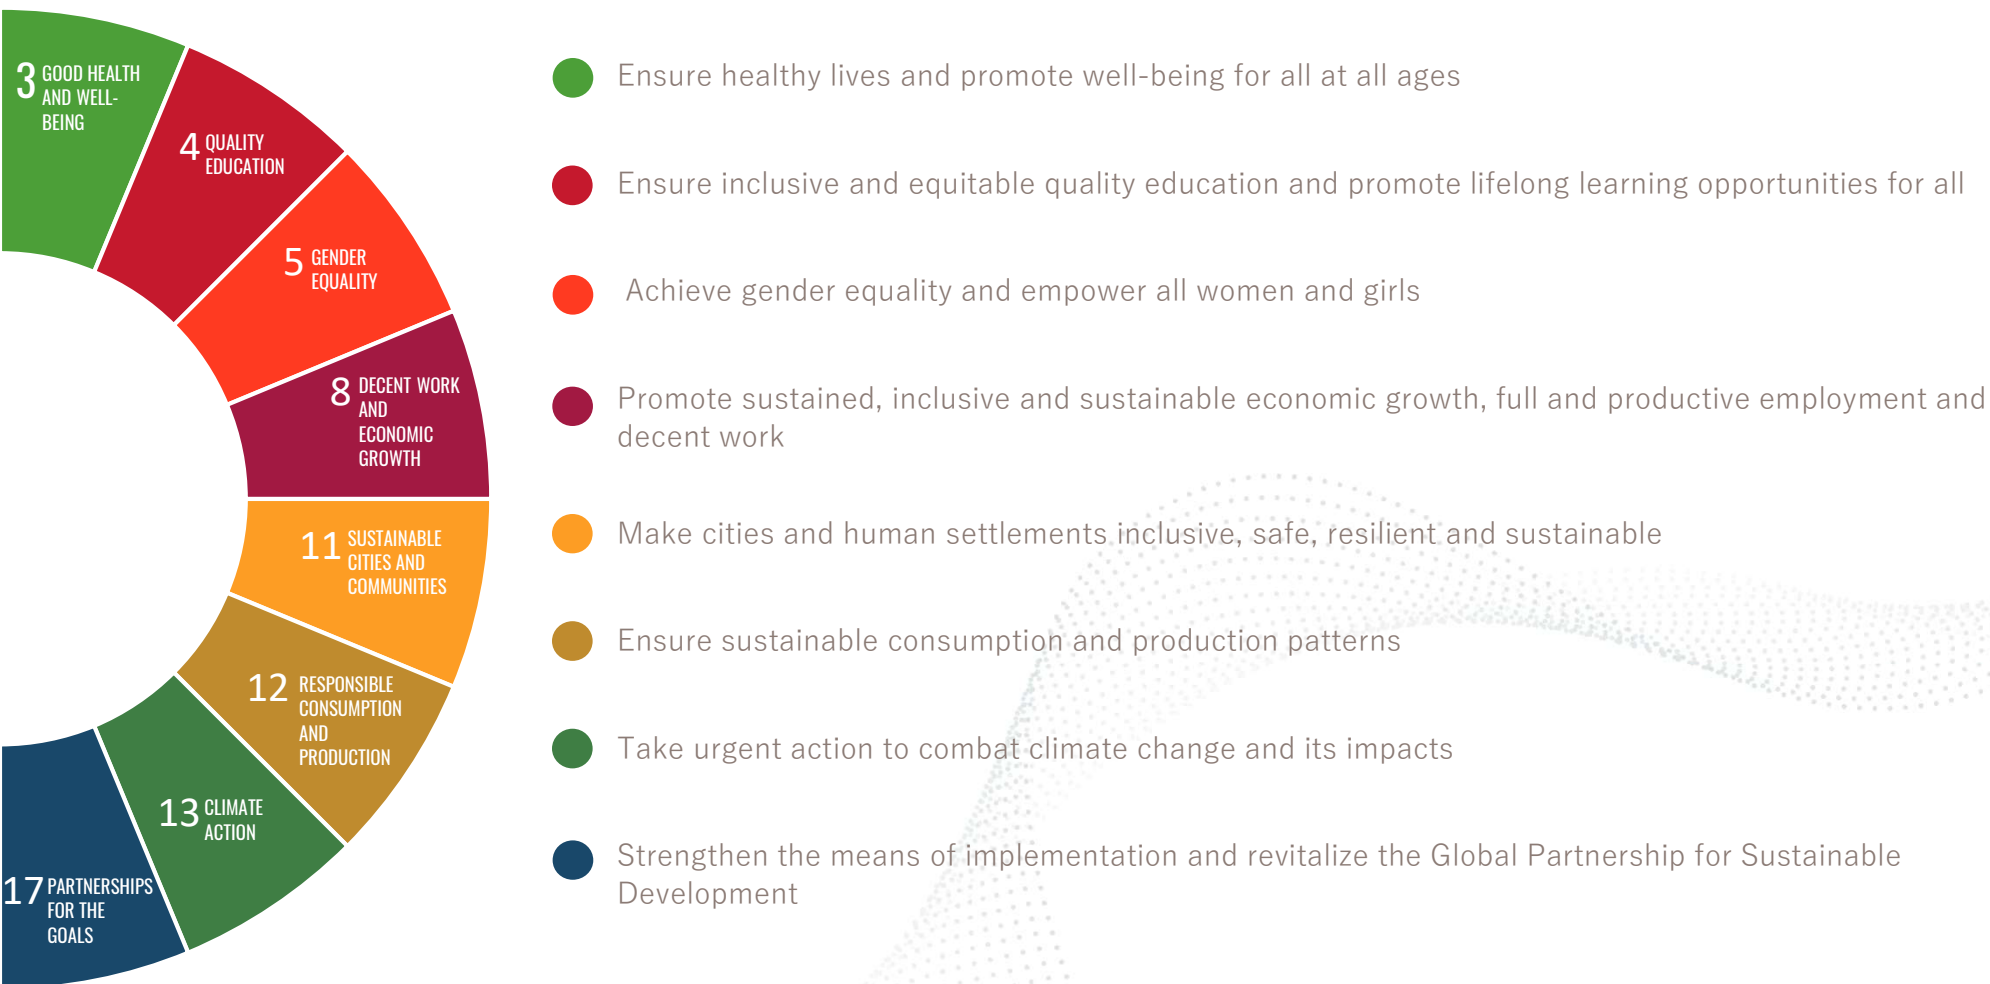 3 GOOD HEALTH
AND WELL-
BEING
4 QUALITY
EDUCATION
5 GENDER
EQUALITY
8 DECENT WORK
AND
ECONOMIC
GROWTH
11 SUSTAINABLE
CITIES AND
COMMUNITIES
12 RESPONSIBLE
CONSUMPTION
AND
PRODUCTION
13 CLIMATE
ACTION
17 PARTNERSHIPS
FOR THE
GOALS
Ensure healthy lives and promote well-being for all at all ages
Ensure inclusive and equitable quality education and promote lifelong learning opportunities for all
Achieve gender equality and empower all women and girls
Promote sustained, inclusive and sustainable economic growth, full and productive employment and
decent work
Make cities and human settlements inclusive, safe, resilient and sustainable
Ensure sustainable consumption and production patterns
Take urgent action to combat climate change and its impacts
Strengthen the means of implementation and revitalize the Global Partnership for Sustainable
Development